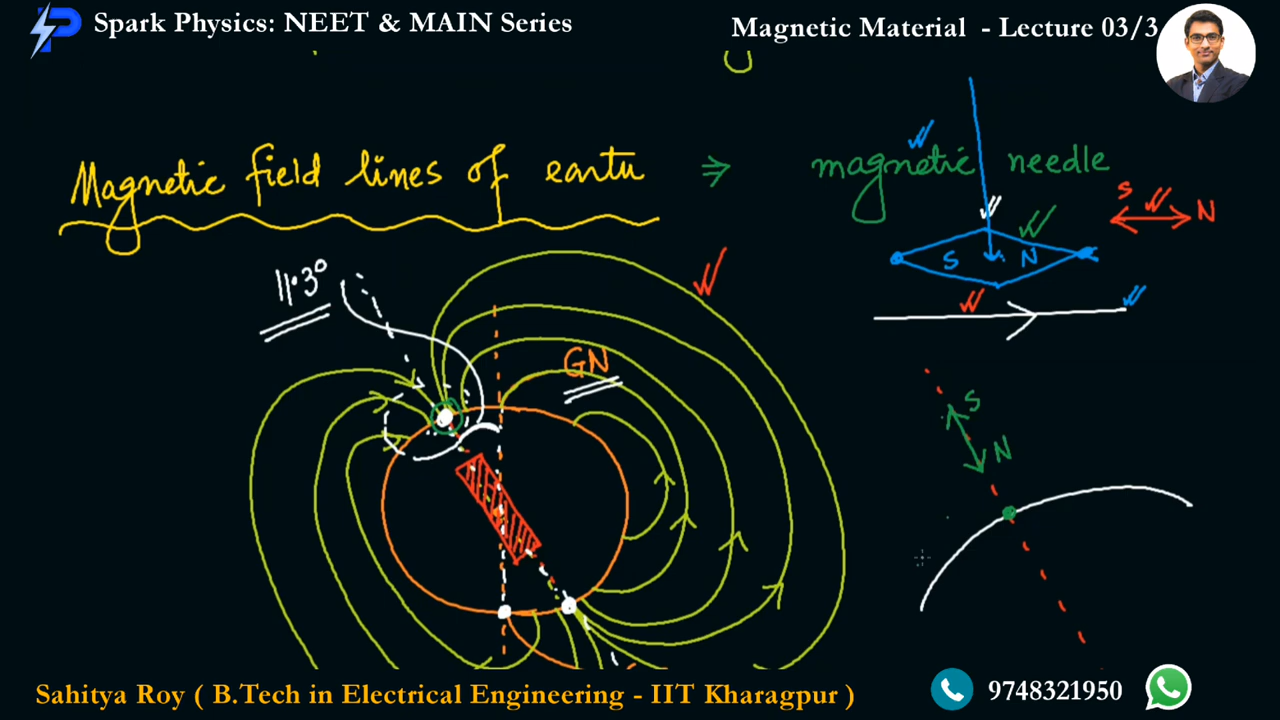 Spark Physics: NEET & MAIN Series
Magnetic Material - Lecture 03/3
Magnetic field lines of eartu
⇒ magnetic needle
S N
S N
11.3°
GN
S
N
Sahitya Roy ( B.Tech in Electrical Engineering - IIT Kharagpur )
9748321950